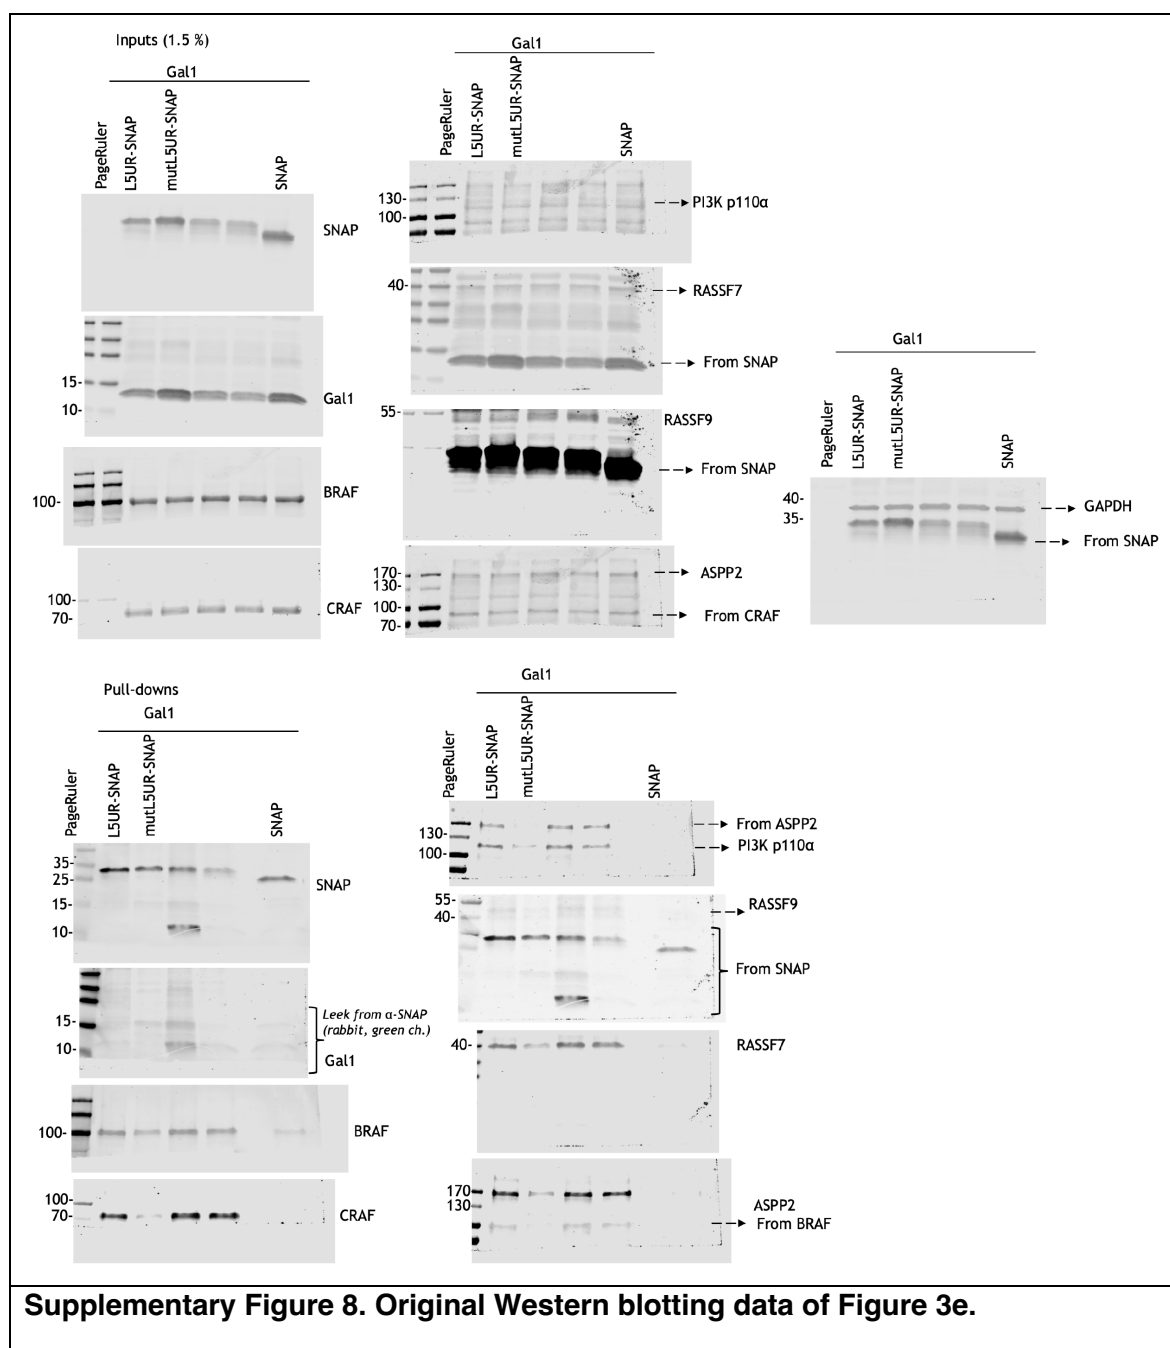 Inputs (1.5 %)
Gal1
PageRuler
L5UR-SNAP
mutL5UR-SNAP
SNAP
SNAP
15-
10-
Gal1
100-
BRAF
100-
70-
CRAF
Gal1
PageRuler
L5UR-SNAP
mutL5UR-SNAP
SNAP
130-
100-
PI3K p110α
40-
RASSF7
From SNAP
55-
RASSF9
From SNAP
170-
130-
100-
70-
ASPP2
From CRAF
Gal1
PageRuler
L5UR-SNAP
mutL5UR-SNAP
SNAP
40-
35-
GAPDH
From SNAP
Pull-downs
Gal1
PageRuler
L5UR-SNAP
mutL5UR-SNAP
SNAP
35-
25-
15-
10-
SNAP
15-
10-
Leek from α-SNAP
(rabbit, green ch.)
Gal1
100-
BRAF
100-
70-
CRAF
Gal1
PageRuler
L5UR-SNAP
mutL5UR-SNAP
SNAP
130-
100-
From ASPP2
PI3K p110α
55-
40-
RASSF9
From SNAP
40-
RASSF7
170
130
ASPP2
From BRAF
Supplementary Figure 8. Original Western blotting data of Figure 3e.